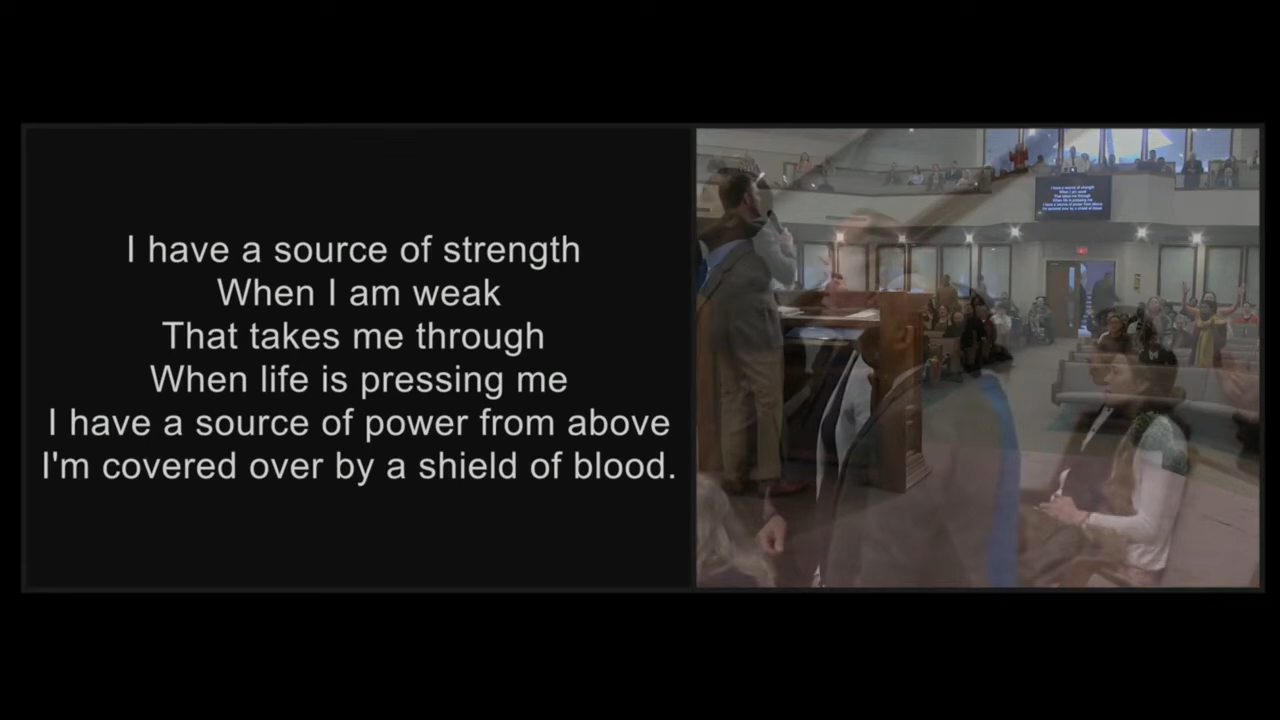 I have a source of strength
When I am weak
That takes me through
When life is pressing me
I have a source of power from above
I'm covered over by a shield of blood.